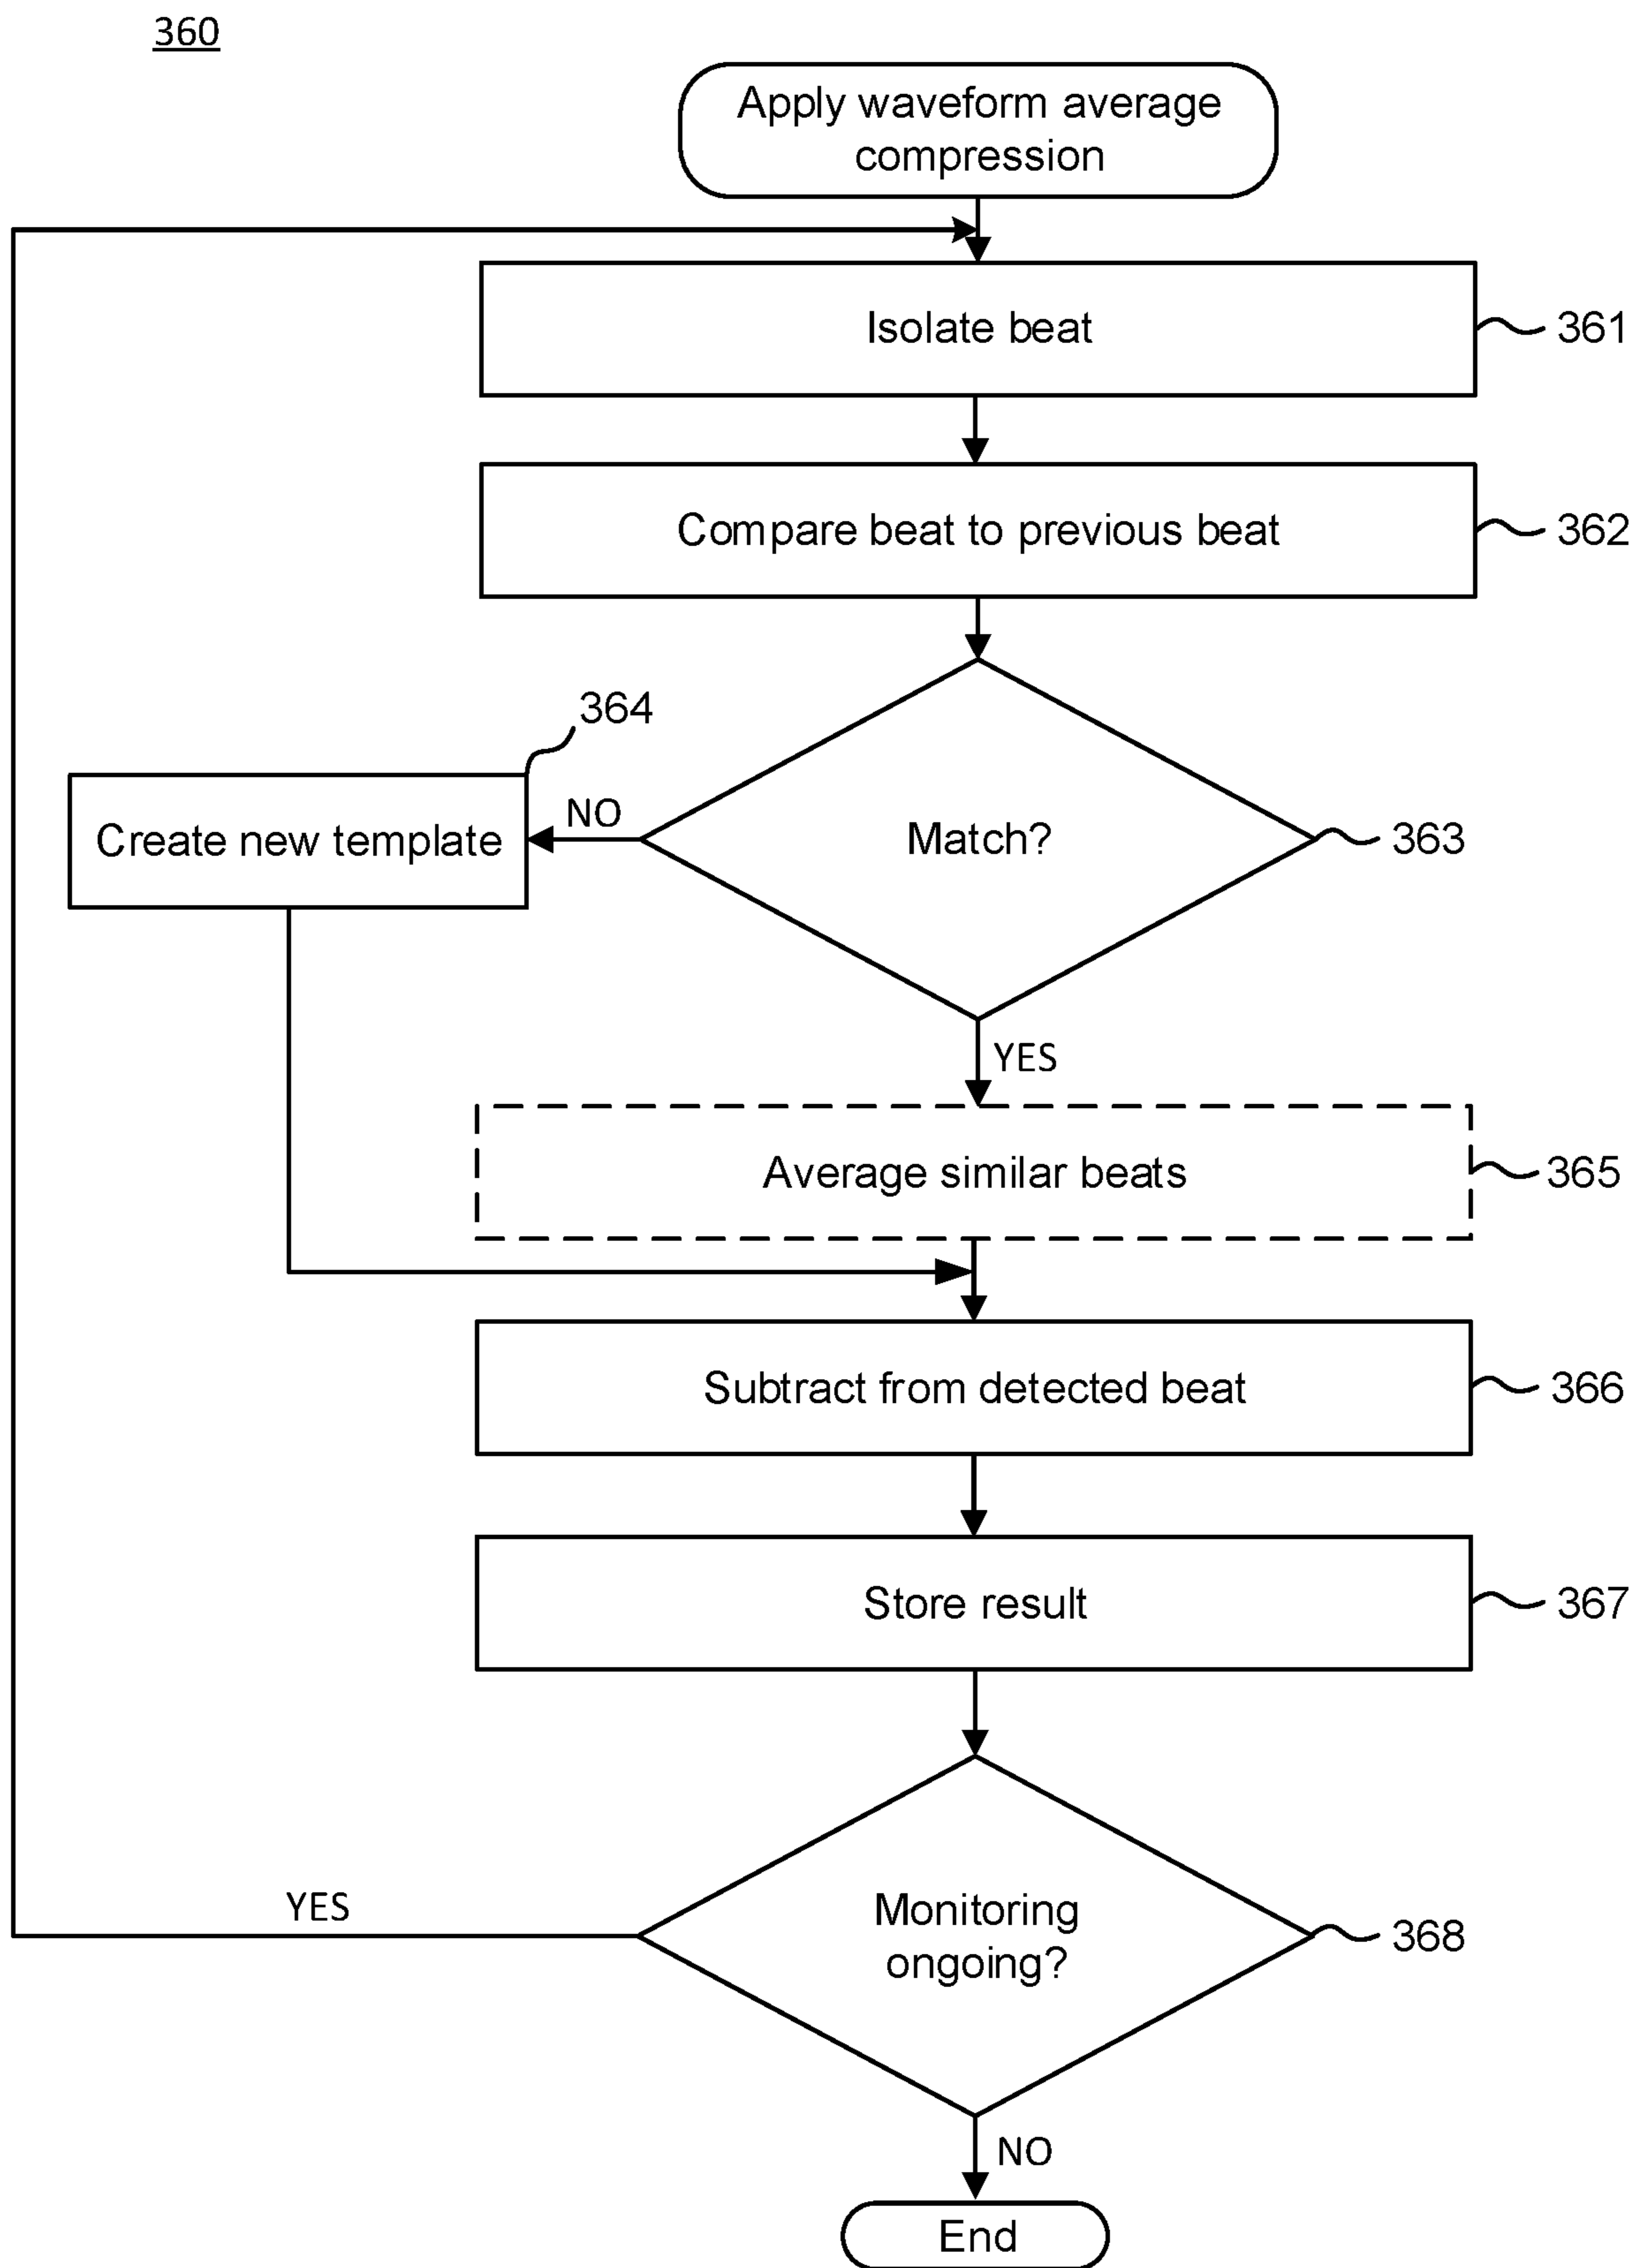 360
Apply waveform average
compression
Isolate beat
361
Compare beat to previous beat
362
364
Create new template
NO
Match?
363
YES
Average similar beats
365
Subtract from detected beat
366
Store result
367
YES
Monitoring
ongoing?
368
NO
End